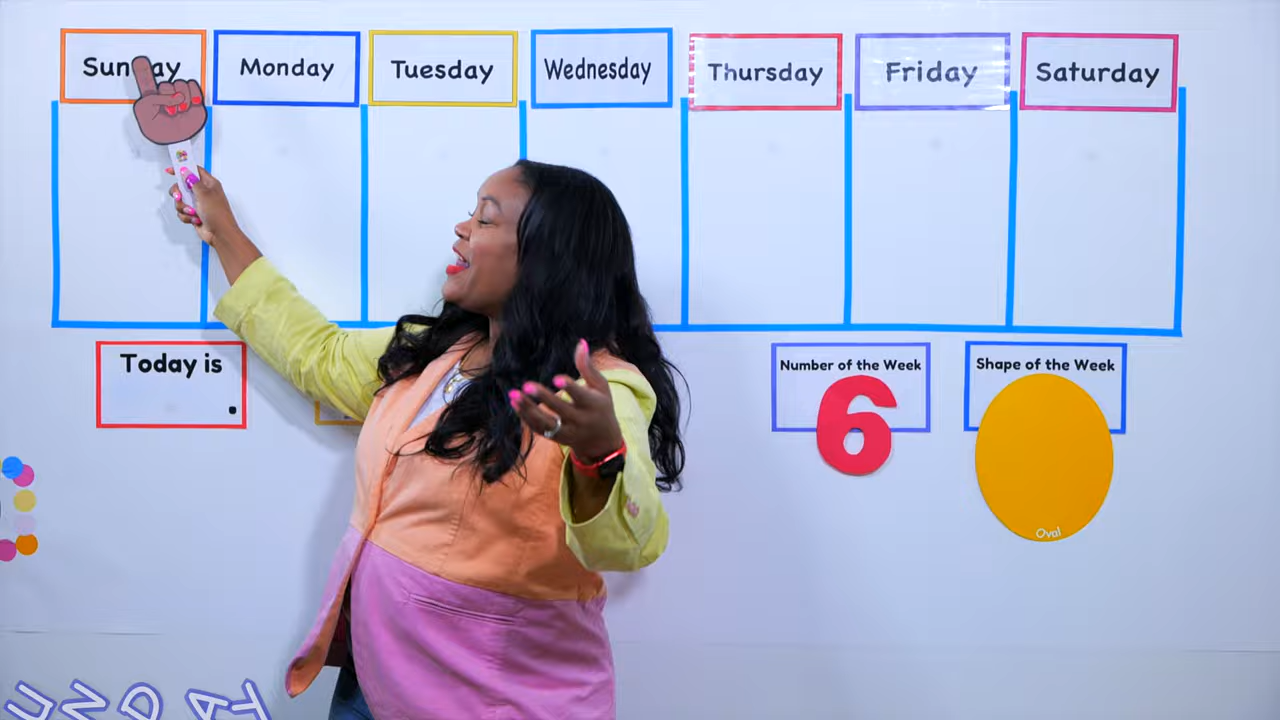 Sunday
Monday
Tuesday
Wednesday
Thursday
Friday
Saturday
Today is
.
Number of the Week
6
Shape of the Week
Oval
UNDAY